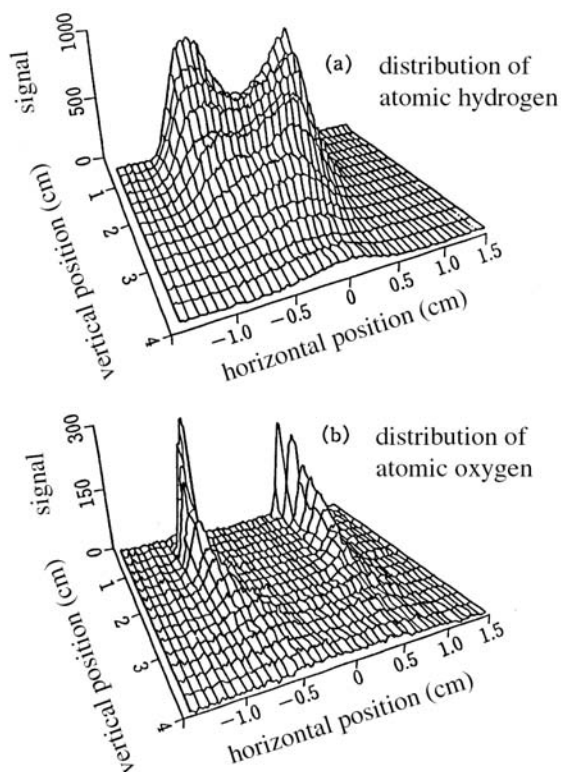 1000
500
0
signal
(a) distribution of
atomic hydrogen
1
2
3
4
vertical position (cm)
-1.0
-0.5
0
0.5
1.0
1.5
horizontal position (cm)
300
150
0
signal
(b) distribution of
atomic oxygen
1
2
3
4
vertical position (cm)
-1.0
-0.5
0
0.5
1.0
1.5
horizontal position (cm)